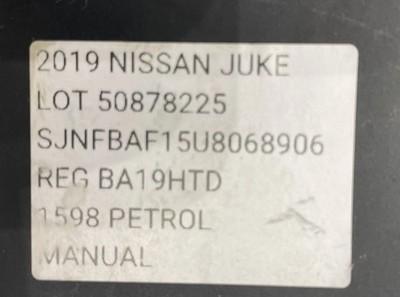 2019 NISSAN JUKE
LOT 50878225
SJNFBAF15U8068906
REG BA19HTD
1598 PETROL
MANUAL